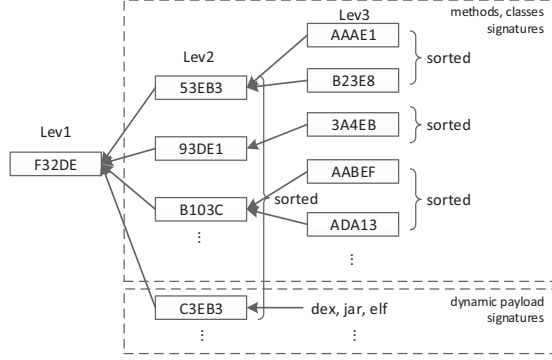 Lev3
methods, classes
signatures
AAAE1
Lev2
sorted
53EB3
B23E8
Lev1
93DE1
3A4EB
sorted
F32DE
AABEF
B103C
sorted
sorted
ADA13
⋮
⋮
C3EB3
dex, jar, elf
dynamic payload
signatures
⋮
⋮